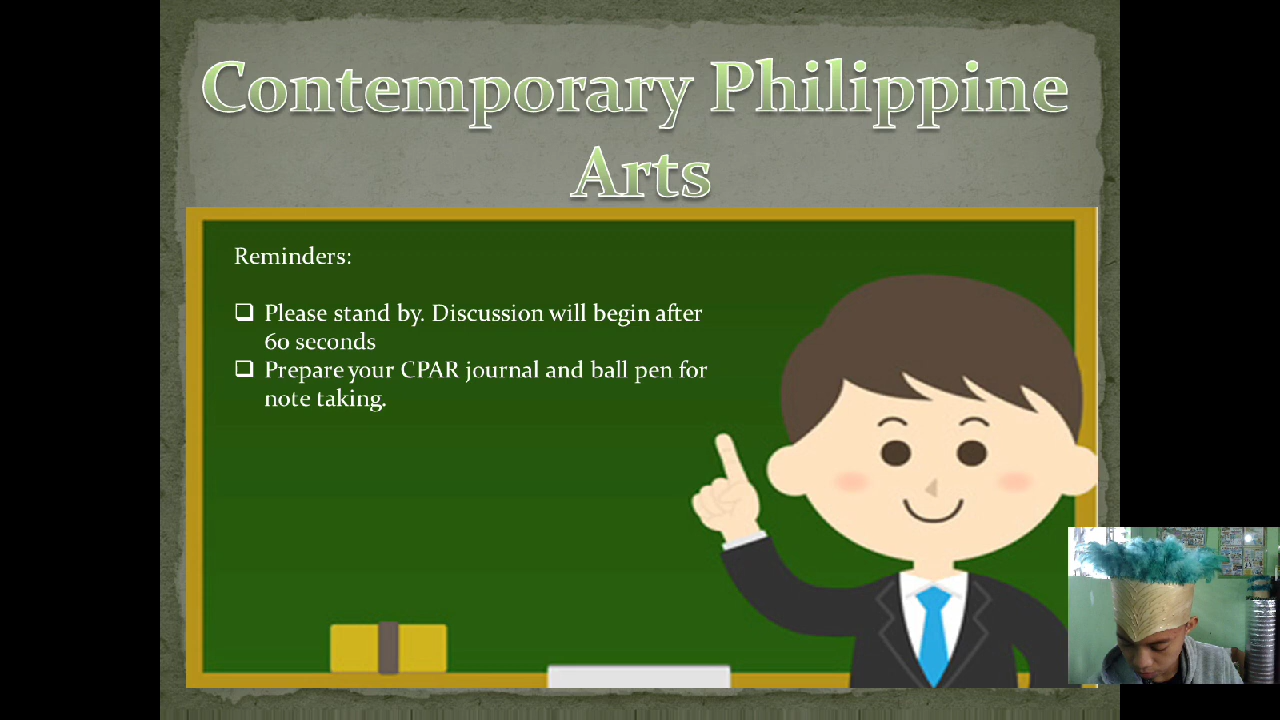 Contemporary Philippine
Arts
Reminders:
❑ Please stand by. Discussion will begin after
60 seconds
❑ Prepare your CPAR journal and ball pen for
note taking.